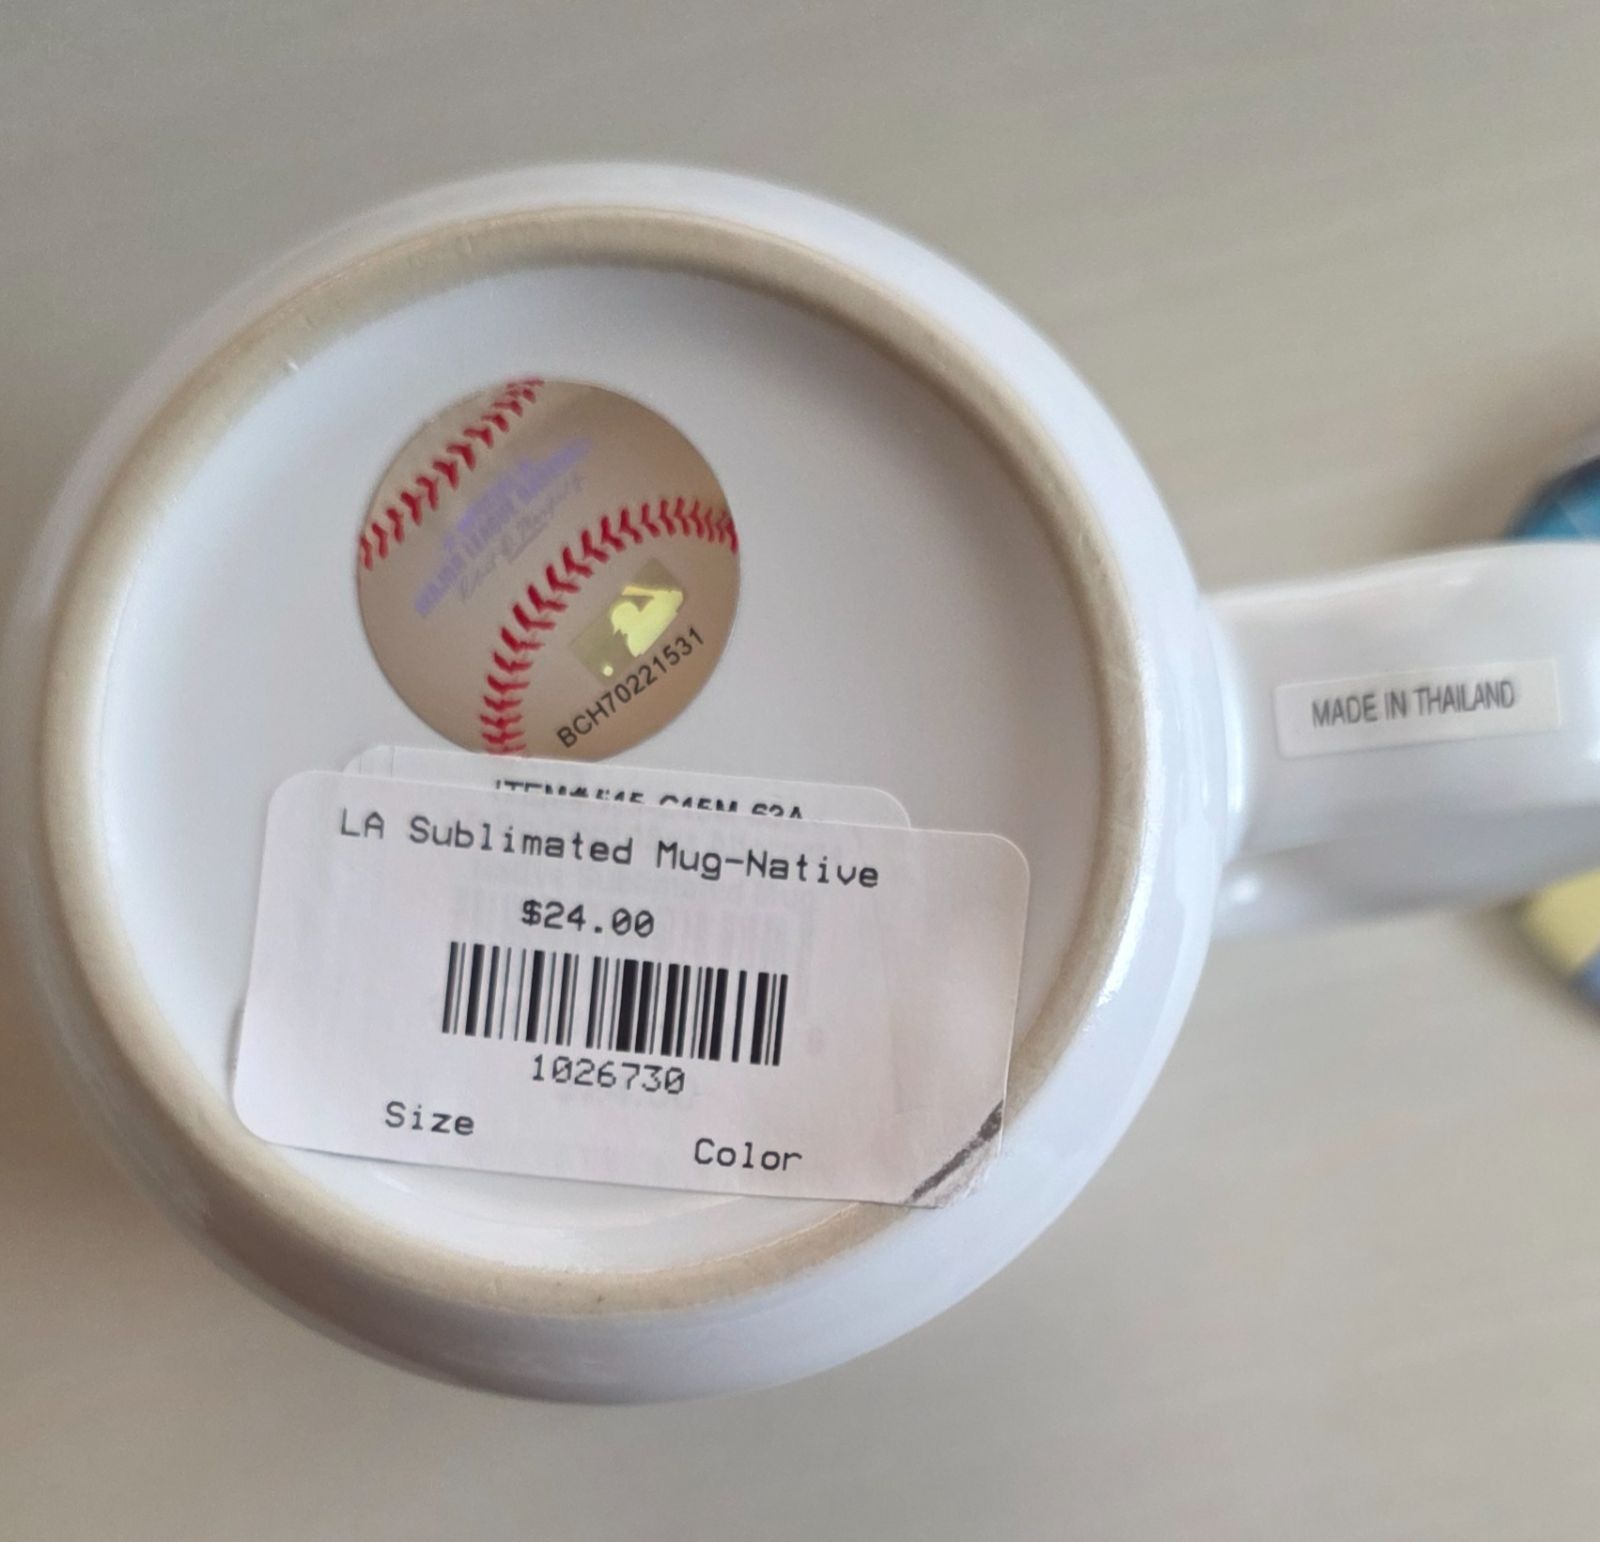 BCH70221531
LA Sublimated Mug-Native
$24.00
1026730
Size
Color
MADE IN THAILAND